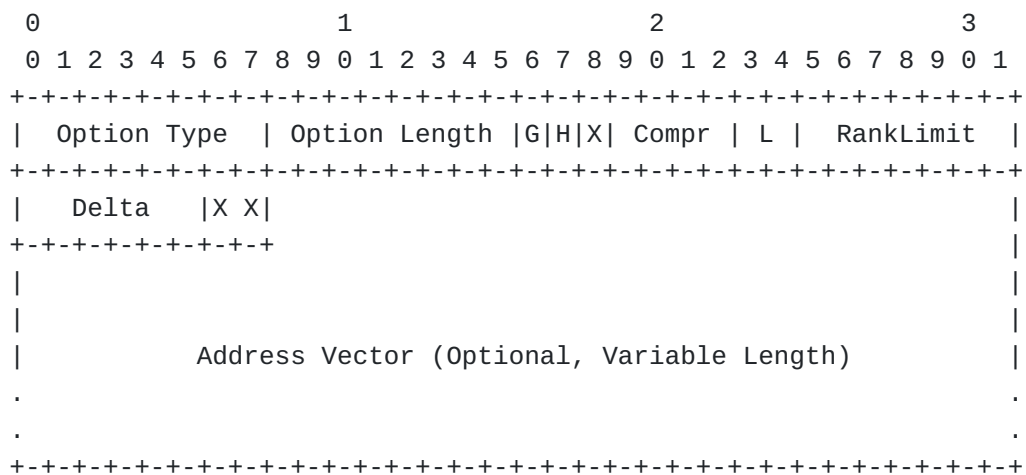 0                   1                   2                   3
 0 1 2 3 4 5 6 7 8 9 0 1 2 3 4 5 6 7 8 9 0 1 2 3 4 5 6 7 8 9 0 1
+-+-+-+-+-+-+-+-+-+-+-+-+-+-+-+-+-+-+-+-+-+-+-+-+-+-+-+-+-+-+-+-+
|  Option Type  | Option Length |G|H|X| Compr | L |  RankLimit  |
+-+-+-+-+-+-+-+-+-+-+-+-+-+-+-+-+-+-+-+-+-+-+-+-+-+-+-+-+-+-+-+-+
|   Delta   |X X|                                               |
+-+-+-+-+-+-+-+-+                                               |
|                                                               |
|                                                               |
|           Address Vector (Optional, Variable Length)          |
.                                                               .
.                                                               .
+-+-+-+-+-+-+-+-+-+-+-+-+-+-+-+-+-+-+-+-+-+-+-+-+-+-+-+-+-+-+-+-+